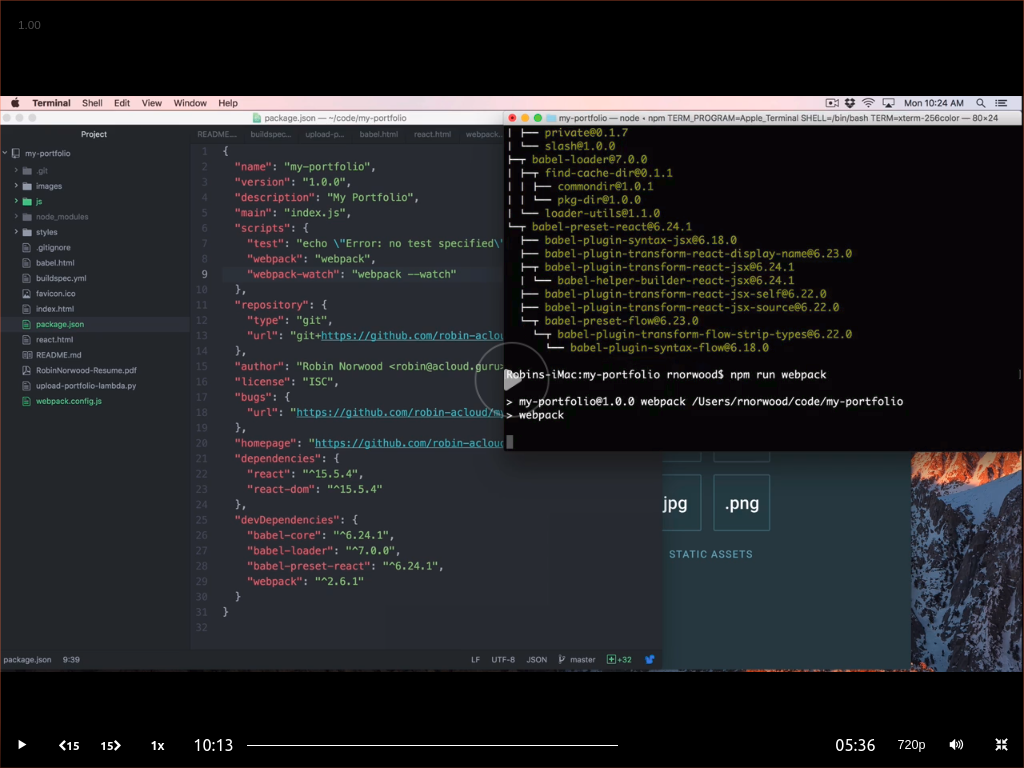 1.00
Terminal Shell Edit View Window Help
Mon 10:24 AM
package.json — ~/code/my-portfolio
my-portfolio — node • npm TERM_PROGRAM=Apple_Terminal SHELL=/bin/bash TERM=xterm-256color — 80×24
Project
README... buildspec... upload-p... babel.html react.html webpack...
my-portfolio
.git
images
js
node_modules
styles
.gitignore
babel.html
buildspec.yml
favicon.ico
index.html
package.json
react.html
README.md
RobinNorwood-Resume.pdf
upload-portfolio-lambda.py
webpack.config.js
1 {
2 "name": "my-portfolio",
3 "version": "1.0.0",
4 "description": "My Portfolio",
5 "main": "index.js",
6 "scripts": {
7 "test": "echo \"Error: no test specified\"
8 "webpack": "webpack",
9 "webpack-watch": "webpack --watch"
10 },
11 "repository": {
12 "type": "git",
13 "url": "git+https://github.com/robin-aclou
14 },
15 "author": "Robin Norwood <robin@acloud.guru>
16 "license": "ISC",
17 "bugs": {
18 "url": "https://github.com/robin-acloud/my
19 },
20 "homepage": "https://github.com/robin-acloud
21 "dependencies": {
22 "react": "^15.5.4",
23 "react-dom": "^15.5.4"
24 },
25 "devDependencies": {
26 "babel-core": "^6.24.1",
27 "babel-loader": "^7.0.0",
28 "babel-preset-react": "^6.24.1",
29 "webpack": "^2.6.1"
30 }
31 }
32
| ├── private@0.1.7
| └── slash@1.0.0
├─┬ babel-loader@7.0.0
| ├─┬ find-cache-dir@0.1.1
| | ├── commondir@1.0.1
| | └── pkg-dir@1.0.0
| └── loader-utils@1.1.0
└─┬ babel-preset-react@6.24.1
├── babel-plugin-syntax-jsx@6.18.0
├── babel-plugin-transform-react-display-name@6.23.0
├─┬ babel-plugin-transform-react-jsx@6.24.1
| └── babel-helper-builder-react-jsx@6.24.1
├── babel-plugin-transform-react-jsx-self@6.22.0
├── babel-plugin-transform-react-jsx-source@6.22.0
└─┬ babel-preset-flow@6.23.0
└─┬ babel-plugin-transform-flow-strip-types@6.22.0
└── babel-plugin-syntax-flow@6.18.0
Robins-iMac:my-portfolio rnorwood$ npm run webpack
> my-portfolio@1.0.0 webpack /Users/rnorwood/code/my-portfolio
> webpack
jpg .png
STATIC ASSETS
package.json 9:39 LF UTF-8 JSON master +32
15 15 1x 10:13 05:36 720p